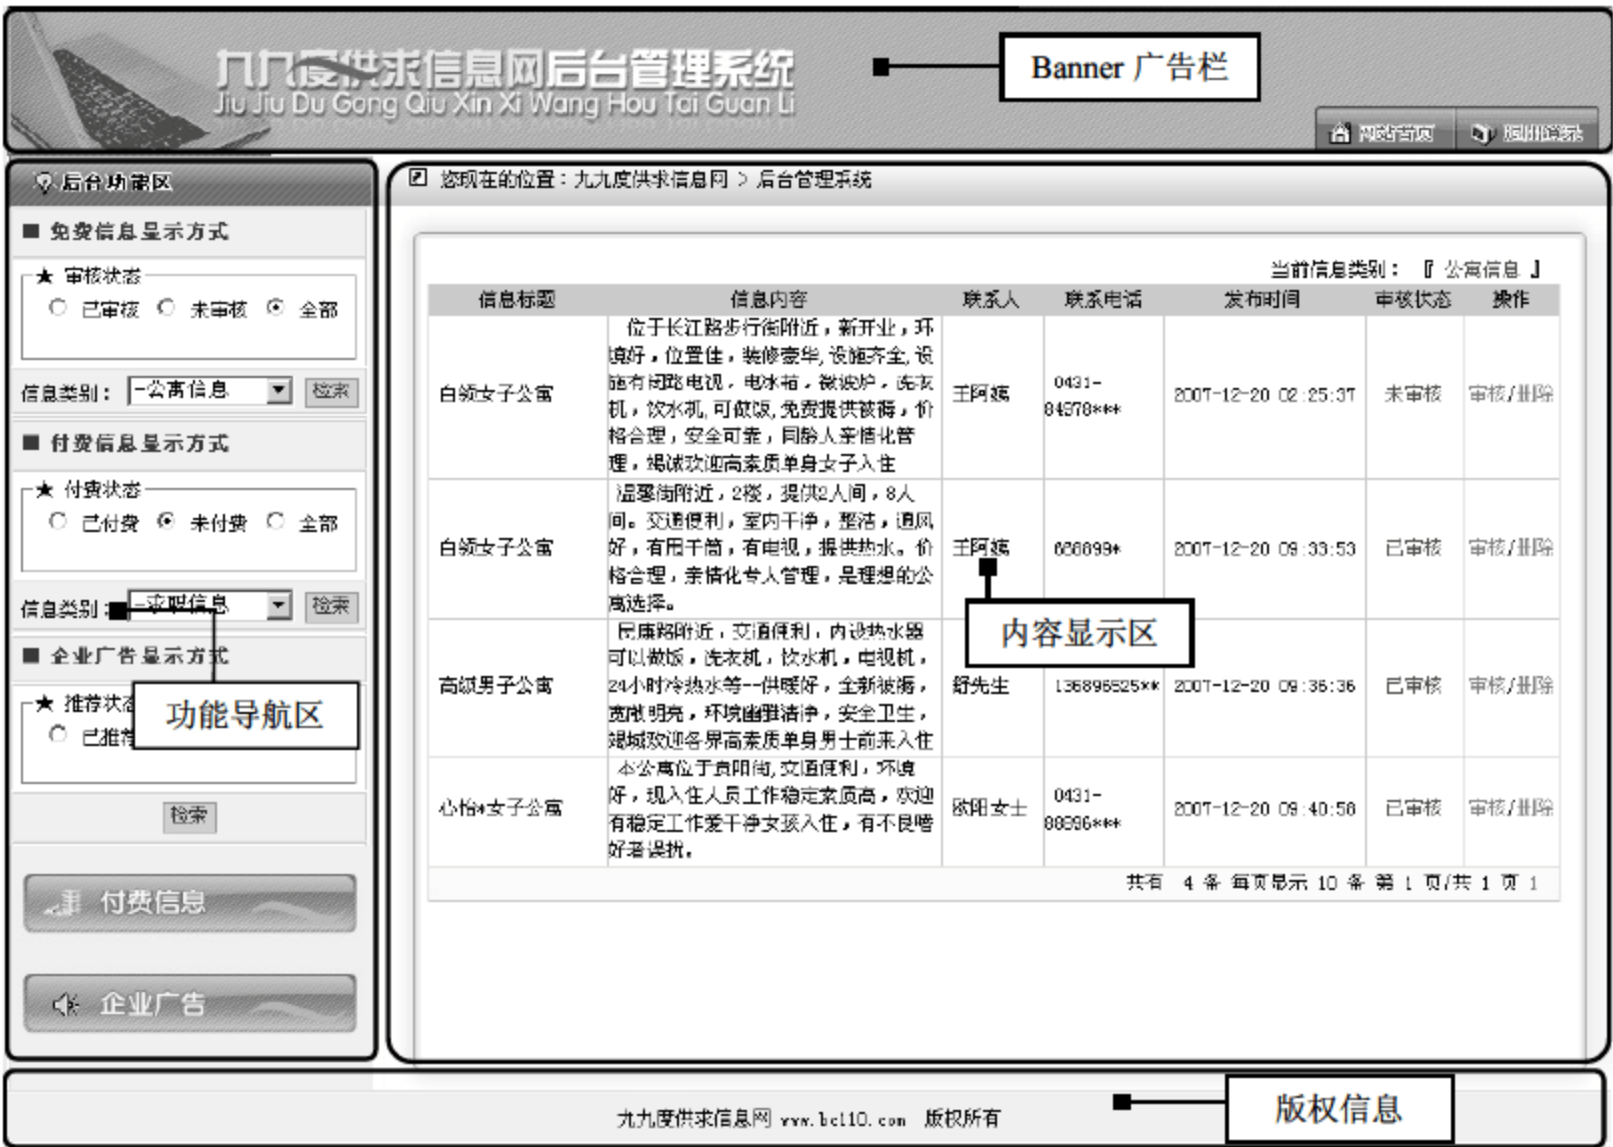 九九度供求信息网后台管理系统
Jiu Jiu Du Gong Qiu Xin Xi Wang Hou Tai Guan Li
Banner 广告栏
网站首页
后台功能区
您现在的位置：九九度供求信息网 > 后台管理系统
■ 免费信息显示方式
★ 审核状态
已审核 未审核 全部
信息类别： -公寓信息 检索
■ 付费信息显示方式
★ 付费状态
已付费 未付费 全部
信息类别： -求职信息 检索
■ 企业广告显示方式
★ 推荐状态
已推荐
功能导航区
检索
付费信息
企业广告
当前信息类别： 『 公寓信息 』
信息标题 信息内容 联系人 联系电话 发布时间 审核状态 操作
白领女子公寓
位于长江路步行街附近，新开业，环
境好，位置佳，装修豪华,设施齐全,设
施有闭路电视，电冰箱，微波炉，洗衣
机，饮水机,可做饭,免费提供被褥，价
格合理，安全可靠，同龄人亲情化管
理，竭诚欢迎高素质单身女子入住
王阿姨
0431-
84978***
2007-12-20 02:25:37 未审核 审核/删除
白领女子公寓
温馨街附近，2楼，提供2人间，8人
间。交通便利，室内干净，整洁，通风
好，有甩干筒，有电视，提供热水。价
格合理，亲情化专人管理，是理想的公
寓选择。
王阿姨 666899* 2007-12-20 09:33:53 已审核 审核/删除
内容显示区
高级男子公寓
民康路附近，交通便利，内设热水器
可以做饭，洗衣机，饮水机，电视机，
24小时冷热水等--供暖好，全新被褥，
宽敞明亮，环境幽雅清净，安全卫生，
竭城欢迎各界高素质单身男士前来入住
舒先生 136896525** 2007-12-20 09:36:36 已审核 审核/删除
心怡*女子公寓
本公寓位于贵阳街,交通便利，环境
好，现入住人员工作稳定素质高，欢迎
有稳定工作爱干净女孩入住，有不良嗜
好者误扰。
欧阳女士
0431-
88896***
2007-12-20 09:40:58 已审核 审核/删除
共有 4 条 每页显示 10 条 第 1 页/共 1 页 1
九九度供求信息网 www.bc110.com 版权所有
版权信息